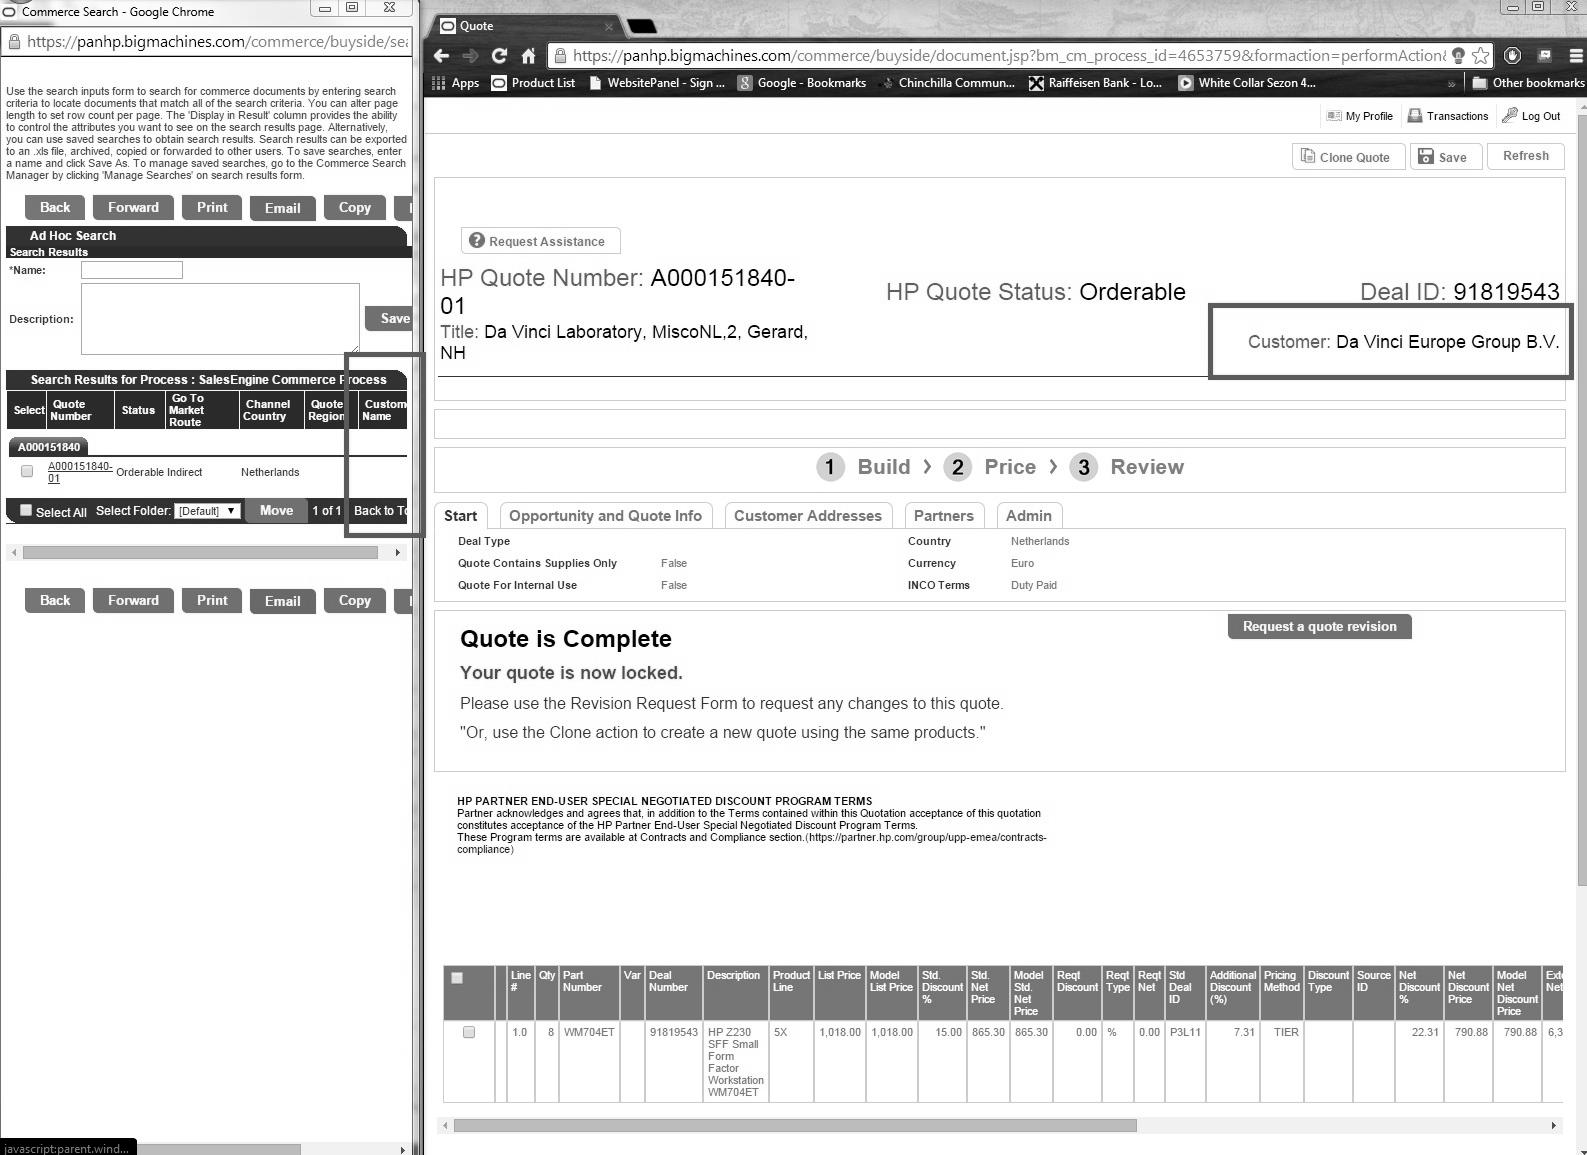 Commerce Search - Google Chrome
https://panhp.bigmachines.com/commerce/buyside/sea
Use the search inputs form to search for commerce documents by entering search
criteria to locate documents that match all of the search criteria. You can alter page
length to set row count per page. The 'Display in Result' column provides the ability
to control the attributes you want to see on the search results page. Alternatively,
you can use saved searches to obtain search results. Search results can be exported
to an .xls file, archived, copied or forwarded to other users. To save searches, enter
a name and click Save As. To manage saved searches, go to the Commerce Search
Manager by clicking 'Manage Searches' on search results form.
Back Forward Print Email Copy
Ad Hoc Search
Search Results
*Name:
Description:
Save
Search Results for Process : SalesEngine Commerce Process
Select Quote Number Status Go To Market Route Channel Country Quote Region Custom Name
A000151840
A000151840-01 Orderable Indirect Netherlands
Select All Select Folder: [Default] Move 1 of 1 Back to To
Back Forward Print Email Copy
javascript:parent.wind...
Quote
https://panhp.bigmachines.com/commerce/buyside/document.jsp?bm_cm_process_id=4653759&formaction=performAction&
Apps Product List WebsitePanel - Sign ... Google - Bookmarks Chinchilla Commun... Raiffeisen Bank - Lo... White Collar Sezon 4... » Other bookmarks
My Profile Transactions Log Out
Clone Quote Save Refresh
Request Assistance
HP Quote Number: A000151840-
01
HP Quote Status: Orderable
Deal ID: 91819543
Title: Da Vinci Laboratory, MiscoNL,2, Gerard,
NH
Customer: Da Vinci Europe Group B.V.
1 Build > 2 Price > 3 Review
Start Opportunity and Quote Info Customer Addresses Partners Admin
Deal Type Country Netherlands
Quote Contains Supplies Only False Currency Euro
Quote For Internal Use False INCO Terms Duty Paid
Quote is Complete
Request a quote revision
Your quote is now locked.
Please use the Revision Request Form to request any changes to this quote.
"Or, use the Clone action to create a new quote using the same products."
HP PARTNER END-USER SPECIAL NEGOTIATED DISCOUNT PROGRAM TERMS
Partner acknowledges and agrees that, in addition to the Terms contained within this Quotation acceptance of this quotation
constitutes acceptance of the HP Partner End-User Special Negotiated Discount Program Terms.
These Program terms are available at Contracts and Compliance section.(https://partner.hp.com/group/upp-emea/contracts-
compliance)
Line # Qty Part Number Var Deal Number Description Product Line List Price Model List Price Std. Discount % Std. Net Price Model Std. Net Price Reqt Discount Reqt Type Reqt Net Std Deal ID Additional Discount (%) Pricing Method Discount Type Source ID Net Discount % Net Discount Price Model Net Discount Price Exte Net
1.0 8 WM704ET 91819543 HP Z230 SFF Small Form Factor Workstation WM704ET 5X 1,018.00 1,018.00 15.00 865.30 865.30 0.00 % 0.00 P3L11 7.31 TIER 22.31 790.88 790.88 6,3